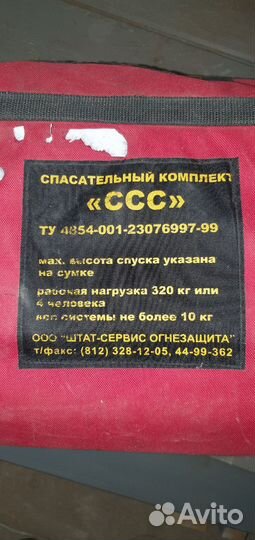 СПАСАТЕЛЬНЫЙ КОМПЛЕКТ
«ССС»
ТУ 4854-001-23076997-99
мах. высота спуска указана
на сумке
рабочая нагрузка 320 кг или
4 человека
вес системы не более 10 кг
ООО "ШТАТ-СЕРВИС ОГНЕЗАЩИТА"
т/факс: (812) 328-12-05, 44-99-362
Avito